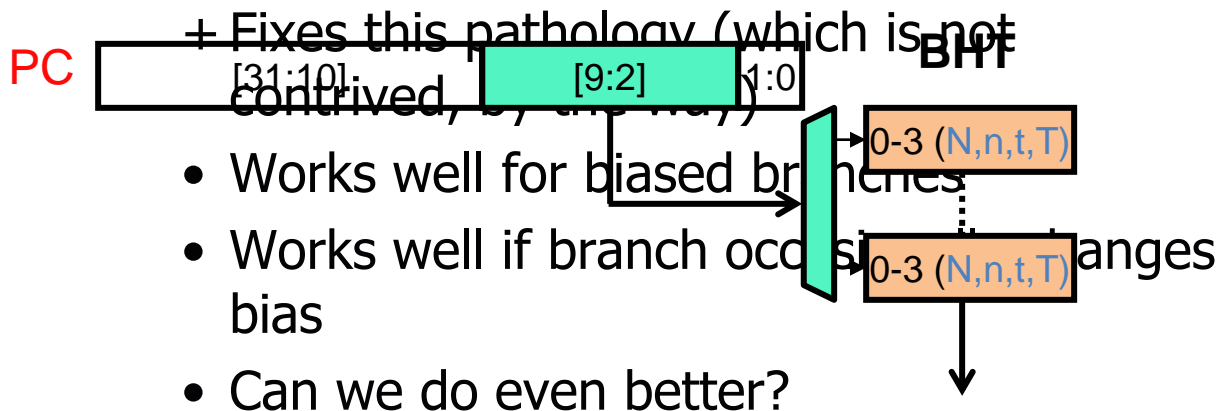 + Fixes this pathology (which is not
contrived, by the way)
• Works well for biased branches
• Works well if branch occasionally changes
bias
• Can we do even better?
PC
[31:10]
[9:2]
1:0
BHT
0-3 (N,n,t,T)
0-3 (N,n,t,T)